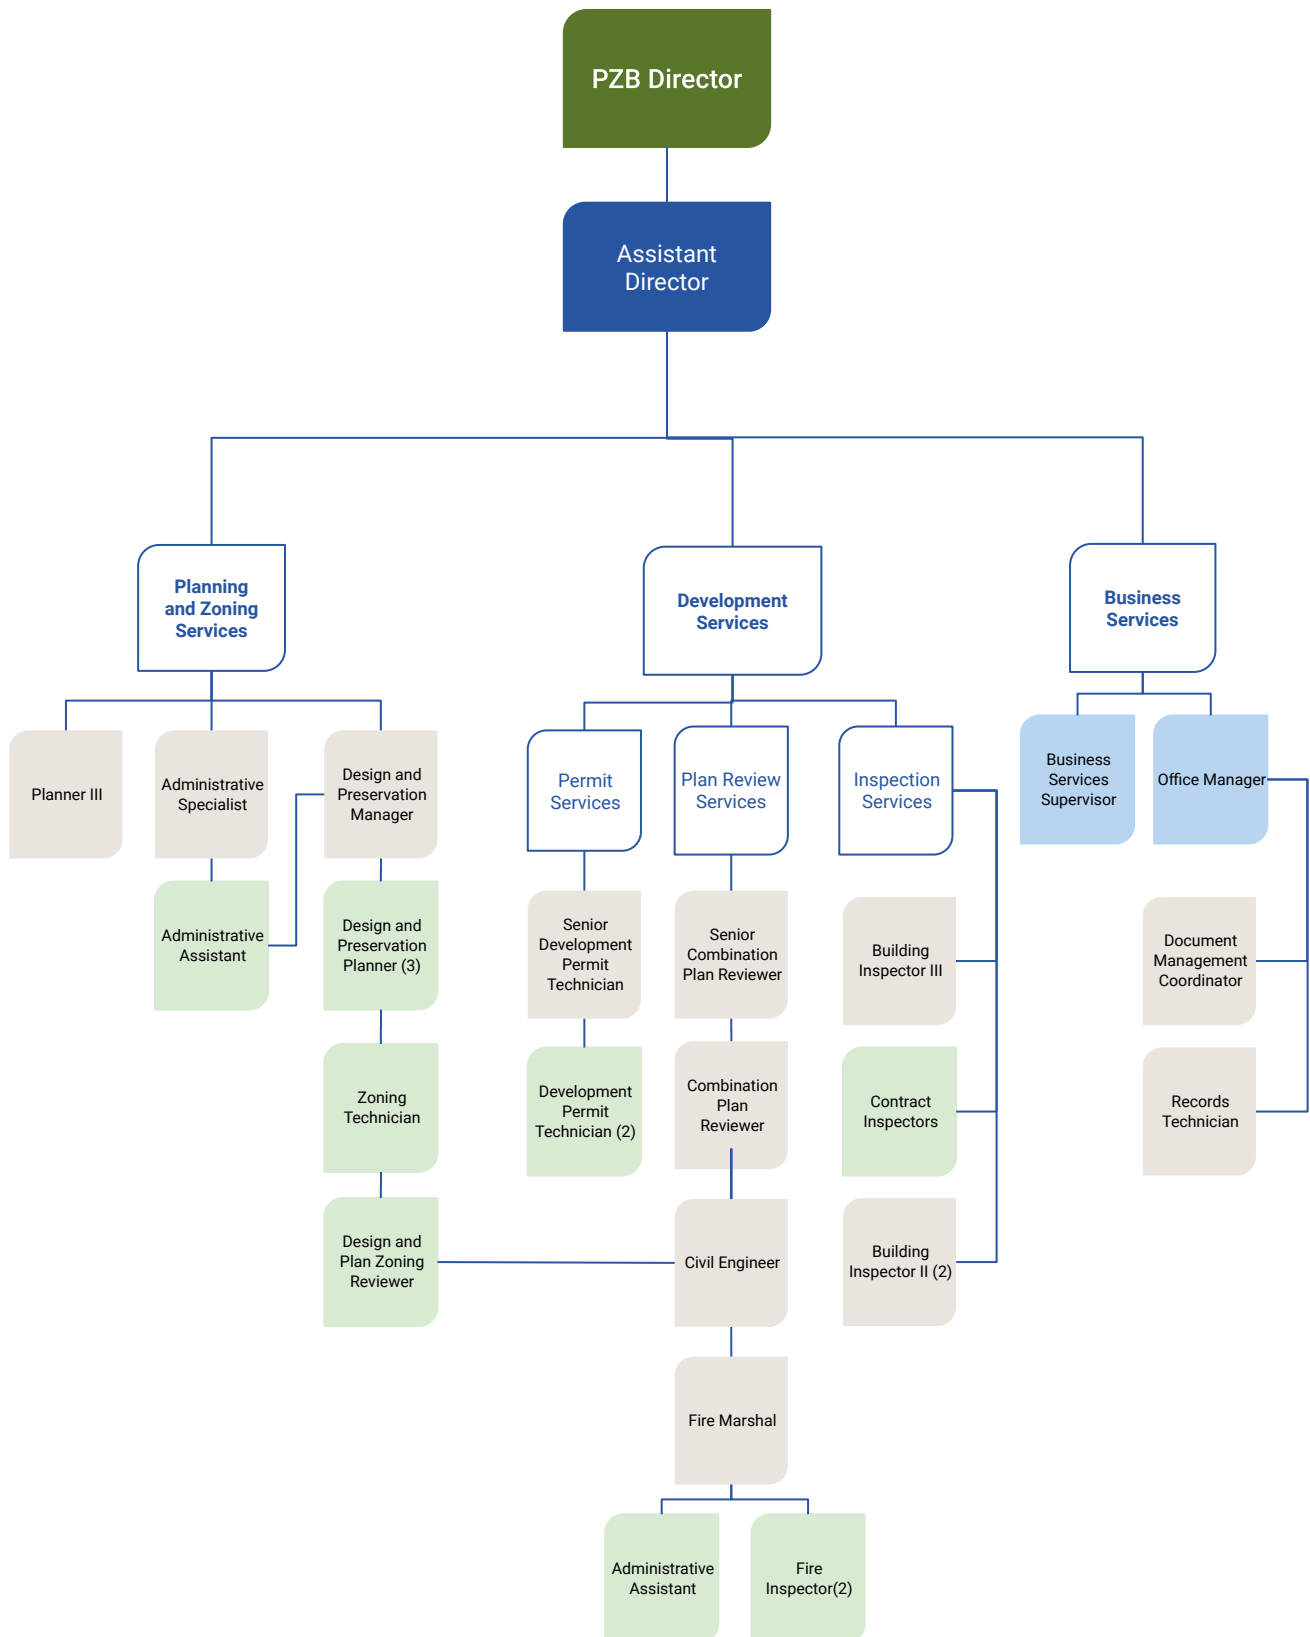 PZB Director
Assistant
Director
Planning
and Zoning
Services
Development
Services
Business
Services
Planner III
Administrative
Specialist
Design and
Preservation
Manager
Permit
Services
Plan Review
Services
Inspection
Services
Business
Services
Supervisor
Office Manager
Administrative
Assistant
Design and
Preservation
Planner (3)
Senior
Development
Permit
Technician
Senior
Combination
Plan Reviewer
Building
Inspector III
Document
Management
Coordinator
Zoning
Technician
Development
Permit
Technician (2)
Combination
Plan
Reviewer
Contract
Inspectors
Records
Technician
Design and
Plan Zoning
Reviewer
Civil Engineer
Building
Inspector II (2)
Fire Marshal
Administrative
Assistant
Fire
Inspector(2)